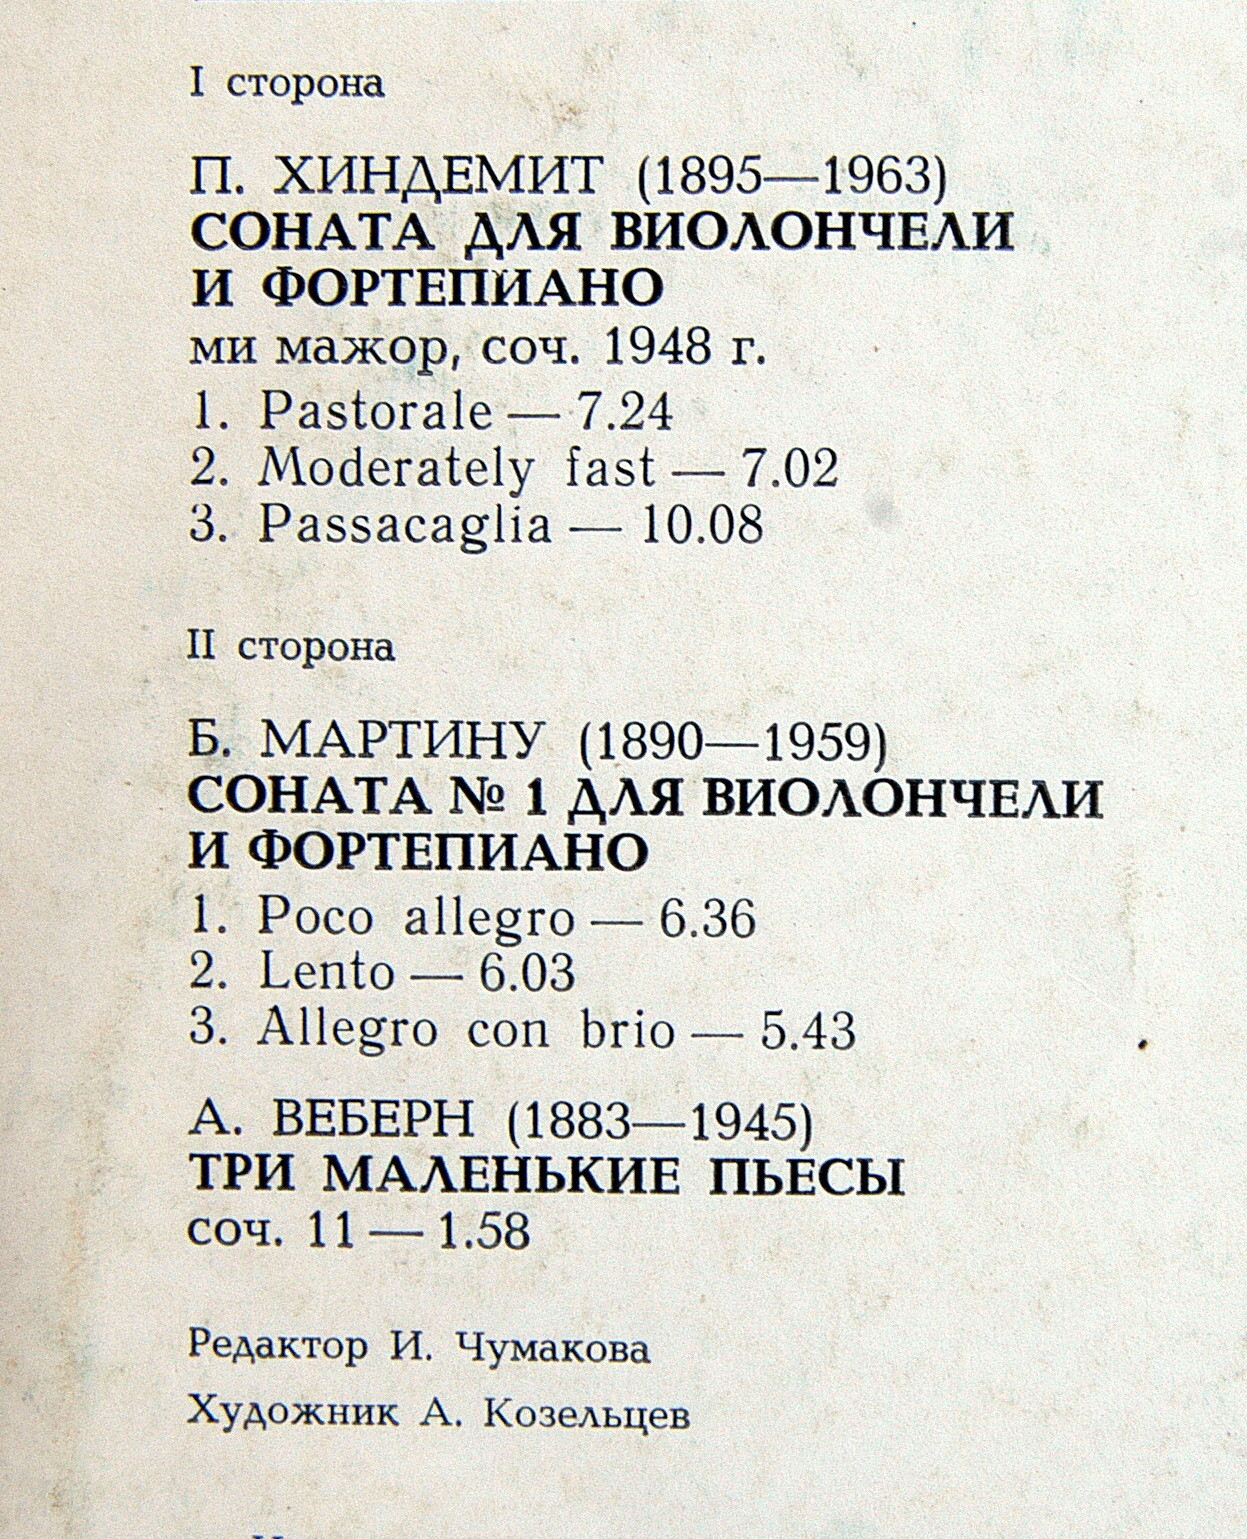 I сторона
П. ХИНДЕМИТ (1895—1963)
СОНАТА ДЛЯ ВИОЛОНЧЕЛИ
И ФОРТЕПИАНО
ми мажор, соч. 1948 г.
1. Pastorale — 7.24
2. Moderately fast — 7.02
3. Passacaglia — 10.08
II сторона
Б. МАРТИНУ (1890—1959)
СОНАТА № 1 ДЛЯ ВИОЛОНЧЕЛИ
И ФОРТЕПИАНО
1. Poco allegro — 6.36
2. Lento — 6.03
3. Allegro con brio — 5.43
А. ВЕБЕРН (1883—1945)
ТРИ МАЛЕНЬКИЕ ПЬЕСЫ
соч. 11 — 1.58
Редактор И. Чумакова
Художник А. Козельцев